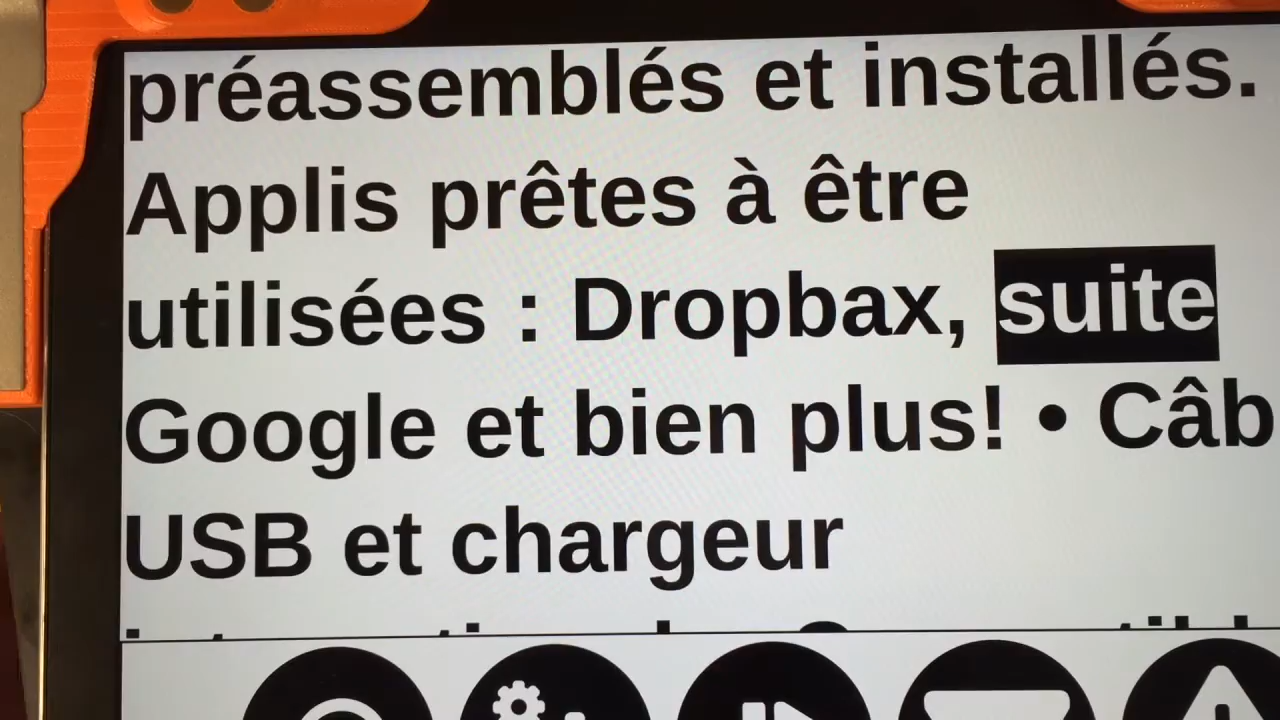 préassemblés et installés.
Applis prêtes à être
utilisées : Dropbax, suite
Google et bien plus! • Câb
USB et chargeur